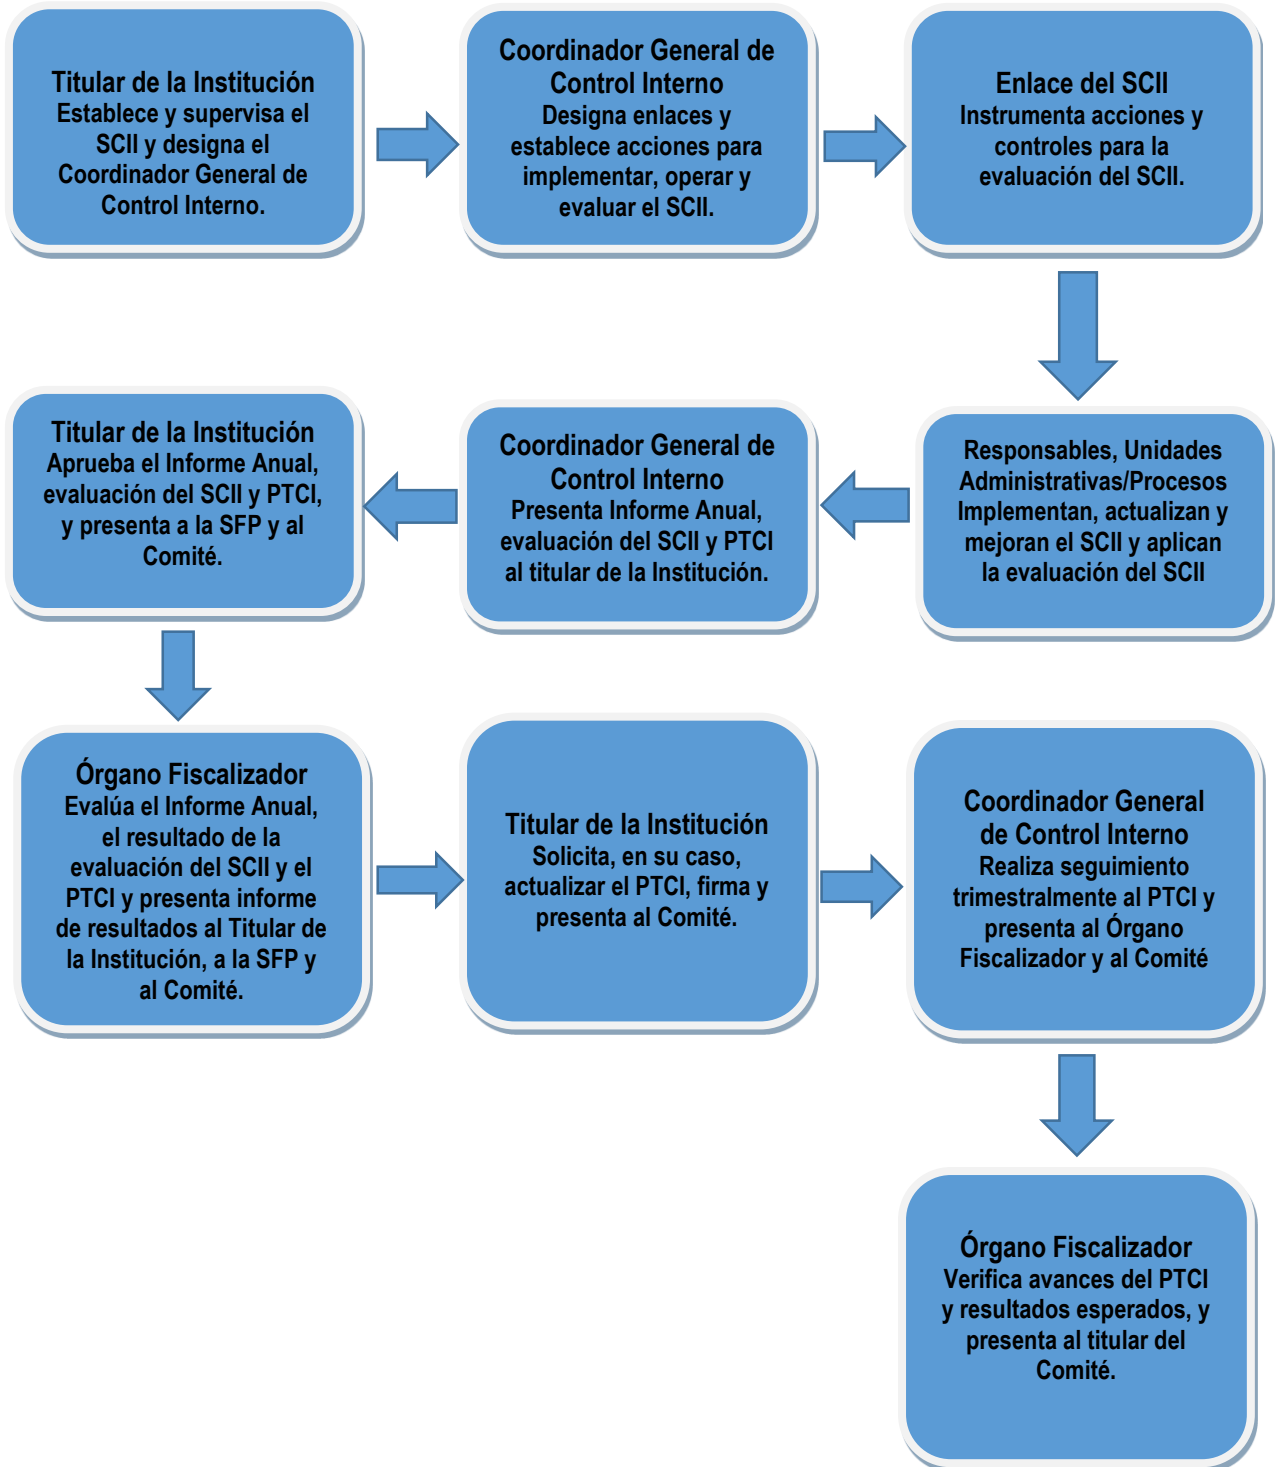 Titular de la Institución
Establece y supervisa el
SCII y designa el
Coordinador General de
Control Interno.
Coordinador General de
Control Interno
Designa enlaces y
establece acciones para
implementar, operar y
evaluar el SCII.
Enlace del SCII
Instrumenta acciones y
controles para la
evaluación del SCII.
Responsables, Unidades
Administrativas/Procesos
Implementan, actualizan y
mejoran el SCII y aplican
la evaluación del SCII
Coordinador General de
Control Interno
Presenta Informe Anual,
evaluación del SCII y PTCI
al titular de la Institución.
Titular de la Institución
Aprueba el Informe Anual,
evaluación del SCII y PTCI,
y presenta a la SFP y al
Comité.
Órgano Fiscalizador
Evalúa el Informe Anual,
el resultado de la
evaluación del SCII y el
PTCI y presenta informe
de resultados al Titular de
la Institución, a la SFP y
al Comité.
Titular de la Institución
Solicita, en su caso,
actualizar el PTCI, firma y
presenta al Comité.
Coordinador General
de Control Interno
Realiza seguimiento
trimestralmente al PTCI y
presenta al Órgano
Fiscalizador y al Comité
Órgano Fiscalizador
Verifica avances del PTCI
y resultados esperados, y
presenta al titular del
Comité.